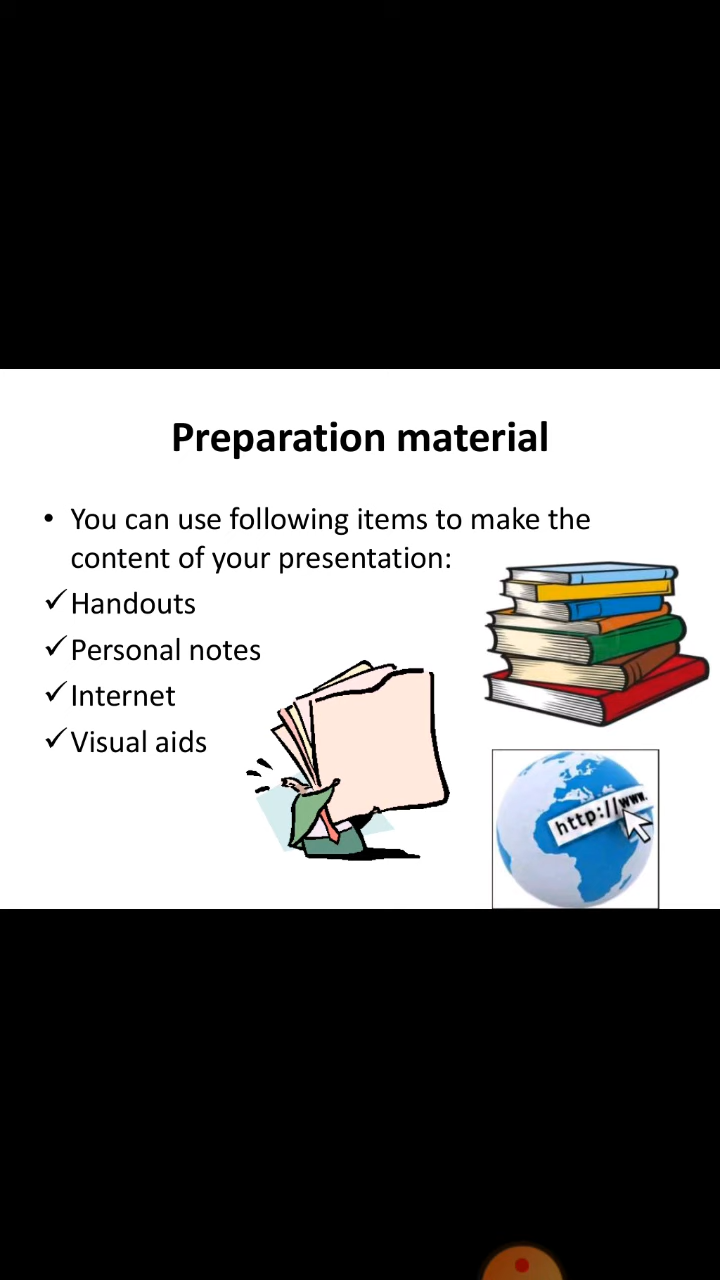 Preparation material
• You can use following items to make the
content of your presentation:
✓Handouts
✓Personal notes
✓Internet
✓Visual aids
http://www.